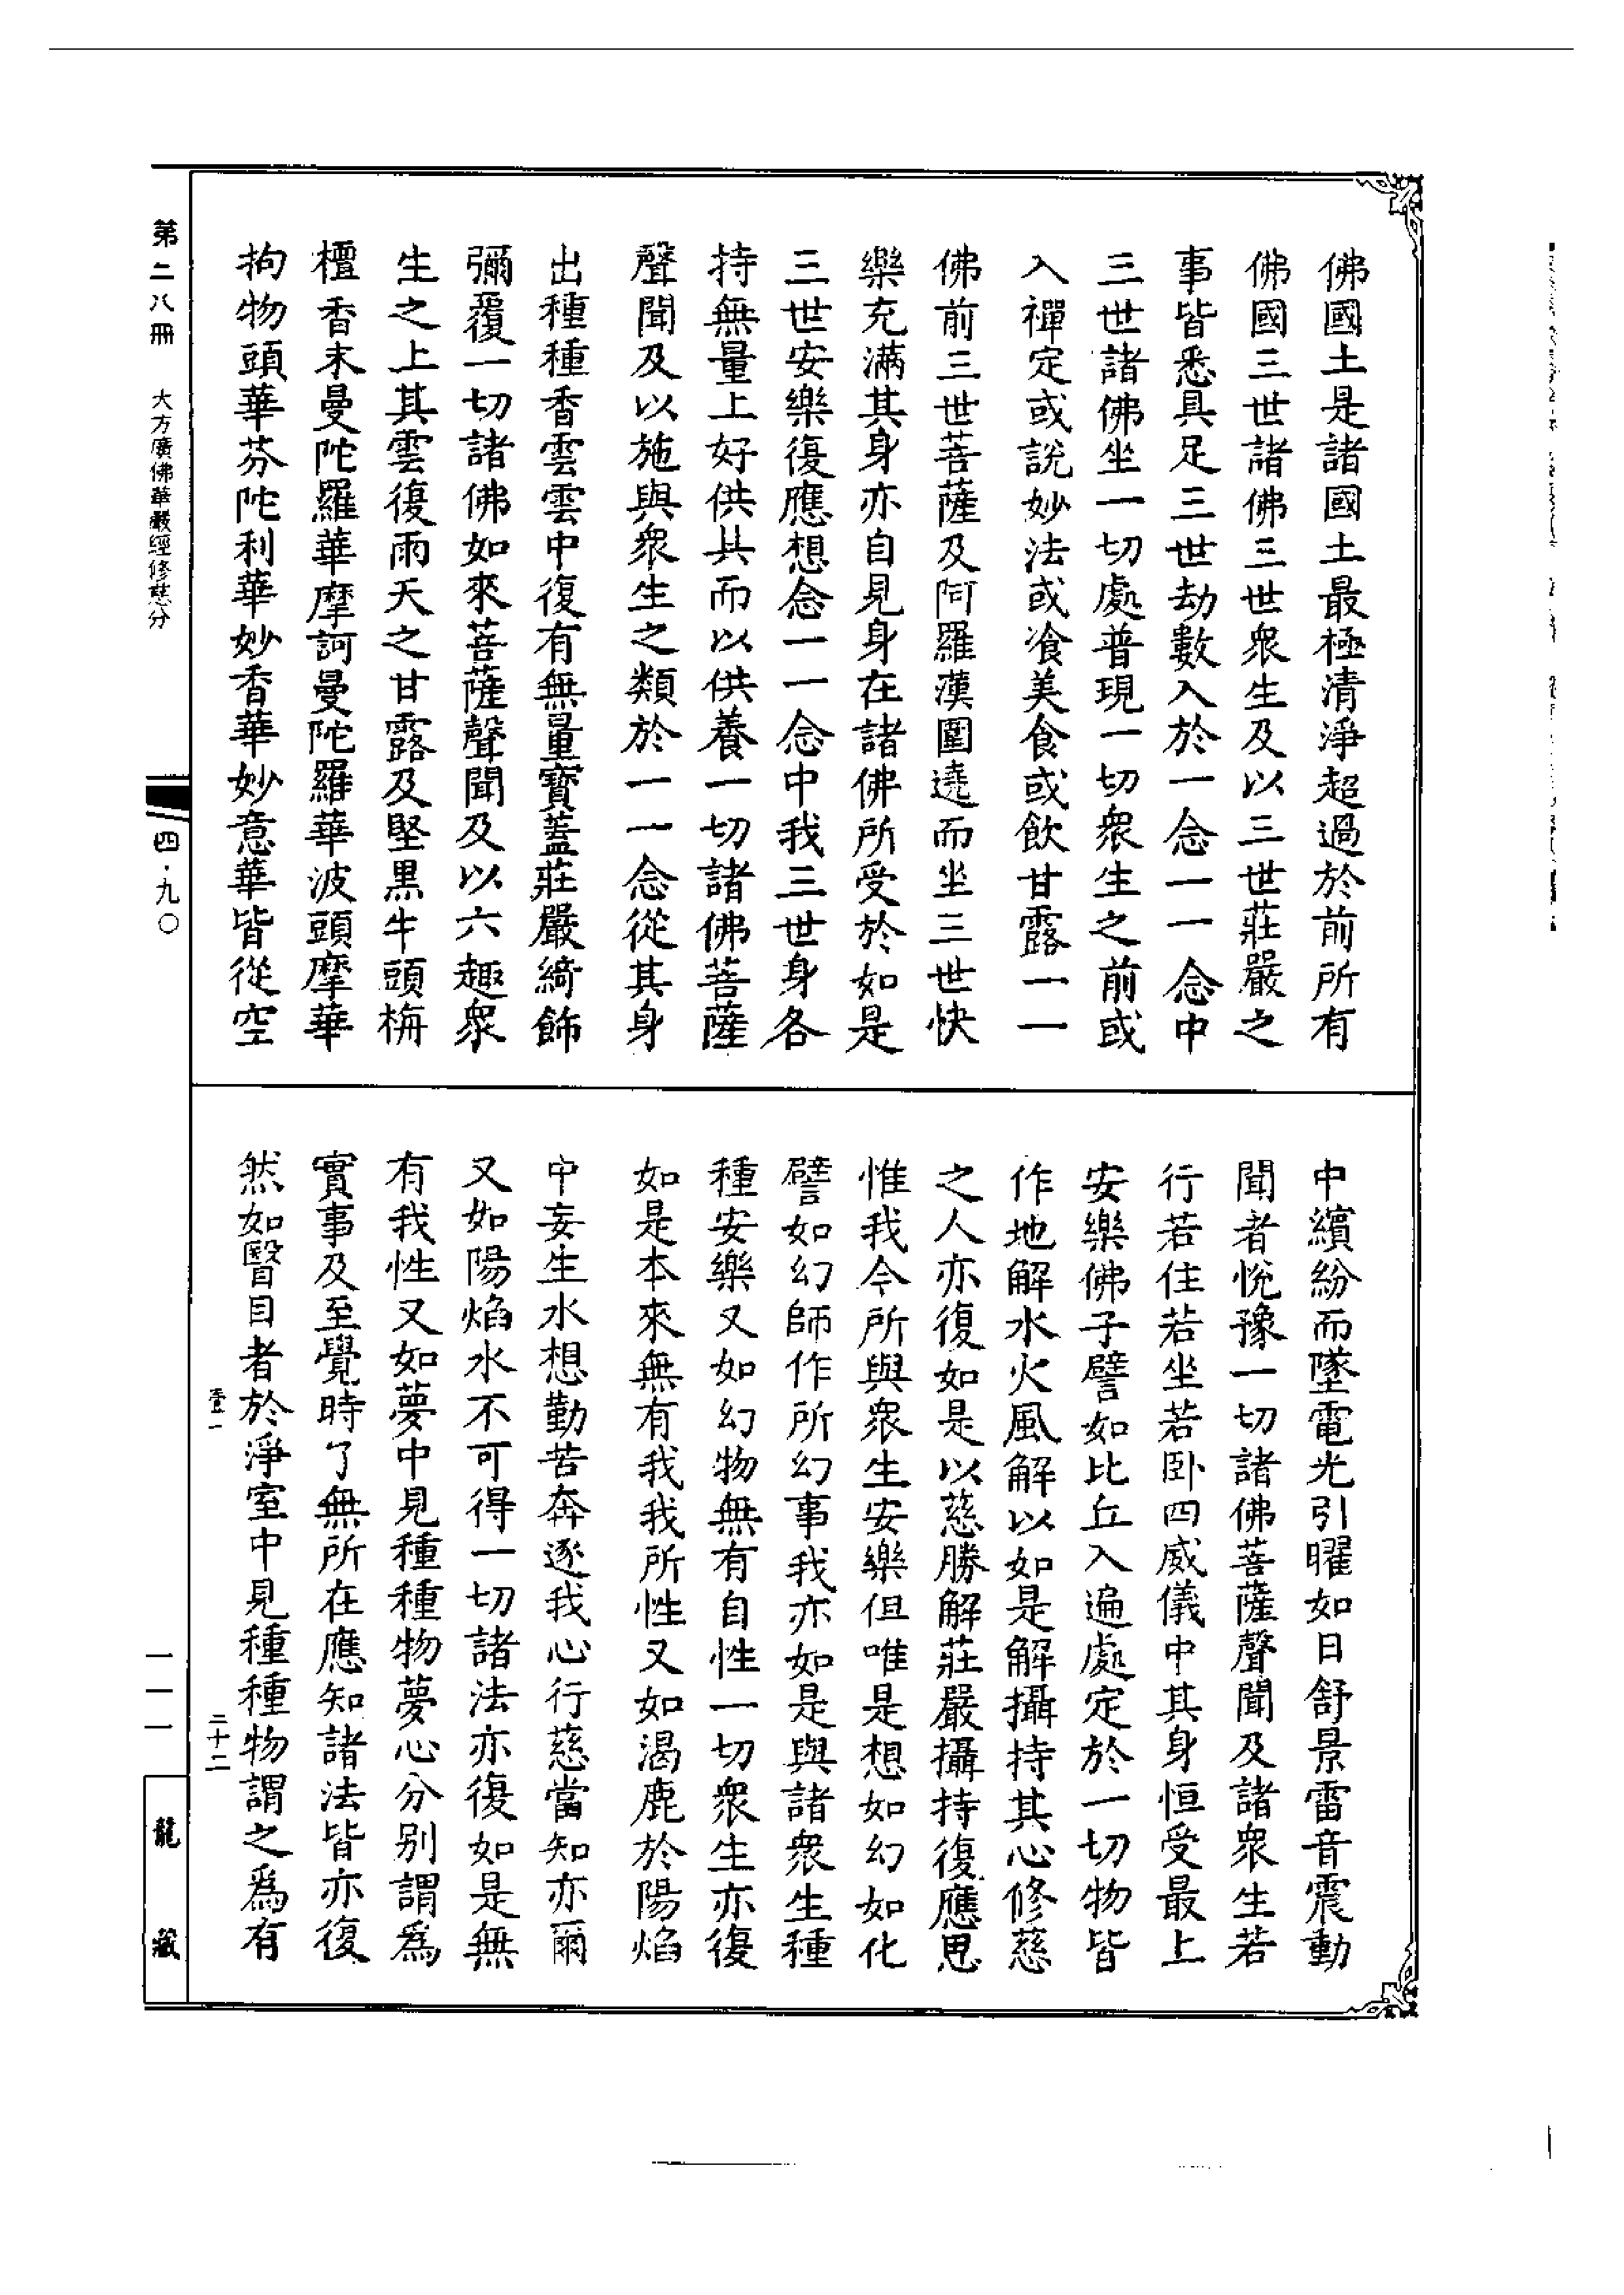 佛國土是諸國土最極清淨超過於前所有
佛國三世諸佛三世衆生及以三世莊嚴之
事皆悉具足三世劫數入於一念一一念中
三世諸佛坐一切處普現一切衆生之前或
入禪定或說妙法或飡美食或飲甘露一一
佛前三世菩薩及阿羅漢圍遶而坐三世快
樂充滿其身亦自見身在諸佛所受於如是
三世安樂復應想念一一念中我三世身各
持無量上好供具而以供養一切諸佛菩薩
聲聞及以施與衆生之類於一一念從其身
出種種香雲雲中復有無量寶蓋莊嚴綺飾
彌覆一切諸佛如來菩薩聲聞及以六趣衆
生之上其雲復雨天之甘露及堅黑牛頭栴
檀香末曼陀羅華摩訶曼陀羅華波頭摩華
拘物頭華芬陀利華妙香華妙意華皆從空
中繽紛而墜電光引曜如日舒景雷音震動
聞者悅豫一切諸佛菩薩聲聞及諸衆生若
行若住若坐若卧四威儀中其身恒受最上
安樂佛子譬如比丘入遍處定於一切物皆
作地解水火風解以如是解攝持其心修慈
之人亦復如是以慈勝解莊嚴攝持復應思
惟我今所與衆生安樂但唯是想如幻如化
譬如幻師作所幻事我亦如是與諸衆生種
種安樂又如幻物無有自性一切衆生亦復
如是本來無有我我所性又如渴鹿於陽焰
中妄生水想勤苦奔逐我心行慈當知亦爾
又如陽焰水不可得一切諸法亦復如是無
有我性又如夢中見種種物夢心分别謂爲
實事及至覺時了無所在應知諸法皆亦復
然如瞖目者於淨室中見種種物謂之爲有
三十二
第二八冊 大方廣佛華嚴經修慈分
四·九〇
一一一
龍藏